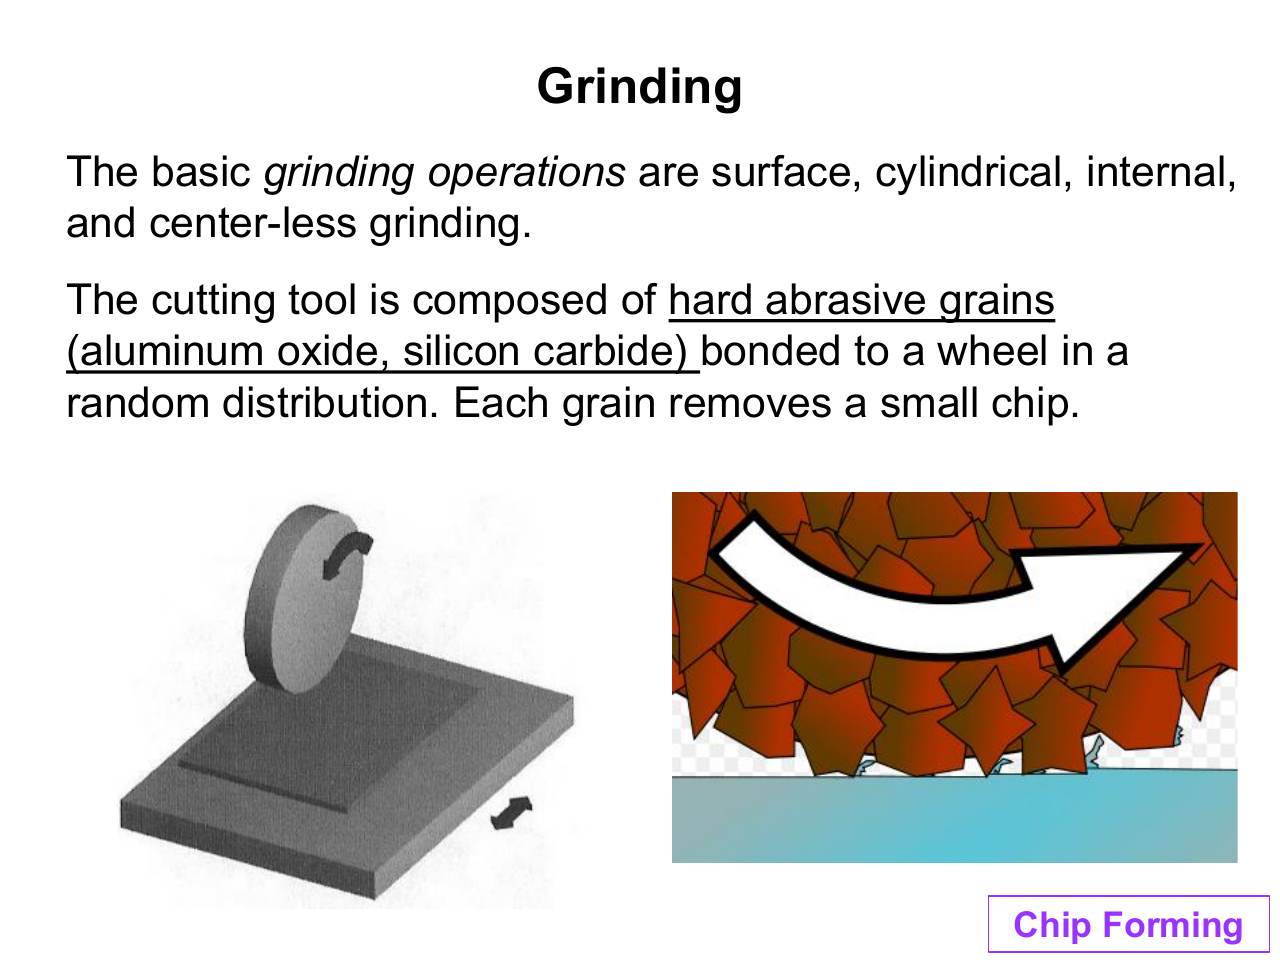 Grinding
The basic grinding operations are surface, cylindrical, internal,
and center-less grinding.
The cutting tool is composed of hard abrasive grains
(aluminum oxide, silicon carbide) bonded to a wheel in a
random distribution. Each grain removes a small chip.
Chip Forming